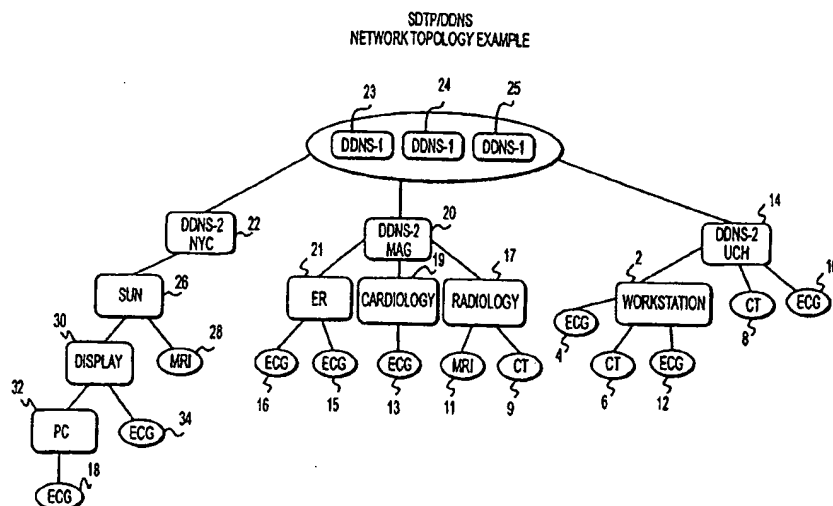 SDTP/DDNS
NETWORK TOPOLOGY EXAMPLE
23
24
25
DDNS-1
DDNS-1
DDNS-1
DDNS-2
NYC
22
20
DDNS-2
MAG
14
DDNS-2
UCH
21
19
17
2
10
SUN
26
ER
CARDIOLOGY
RADIOLOGY
WORKSTATION
CT
8
ECG
ECG
4
30
DISPLAY
MRI
28
ECG
16
ECG
15
ECG
13
MRI
11
CT
9
CT
6
ECG
12
32
PC
ECG
34
ECG
18